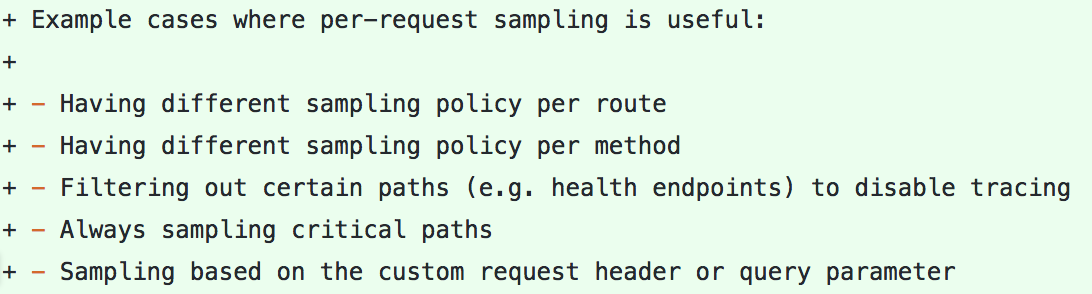 + Example cases where per-request sampling is useful:
+
+ - Having different sampling policy per route
+ - Having different sampling policy per method
+ - Filtering out certain paths (e.g. health endpoints) to disable tracing
+ - Always sampling critical paths
+ - Sampling based on the custom request header or query parameter